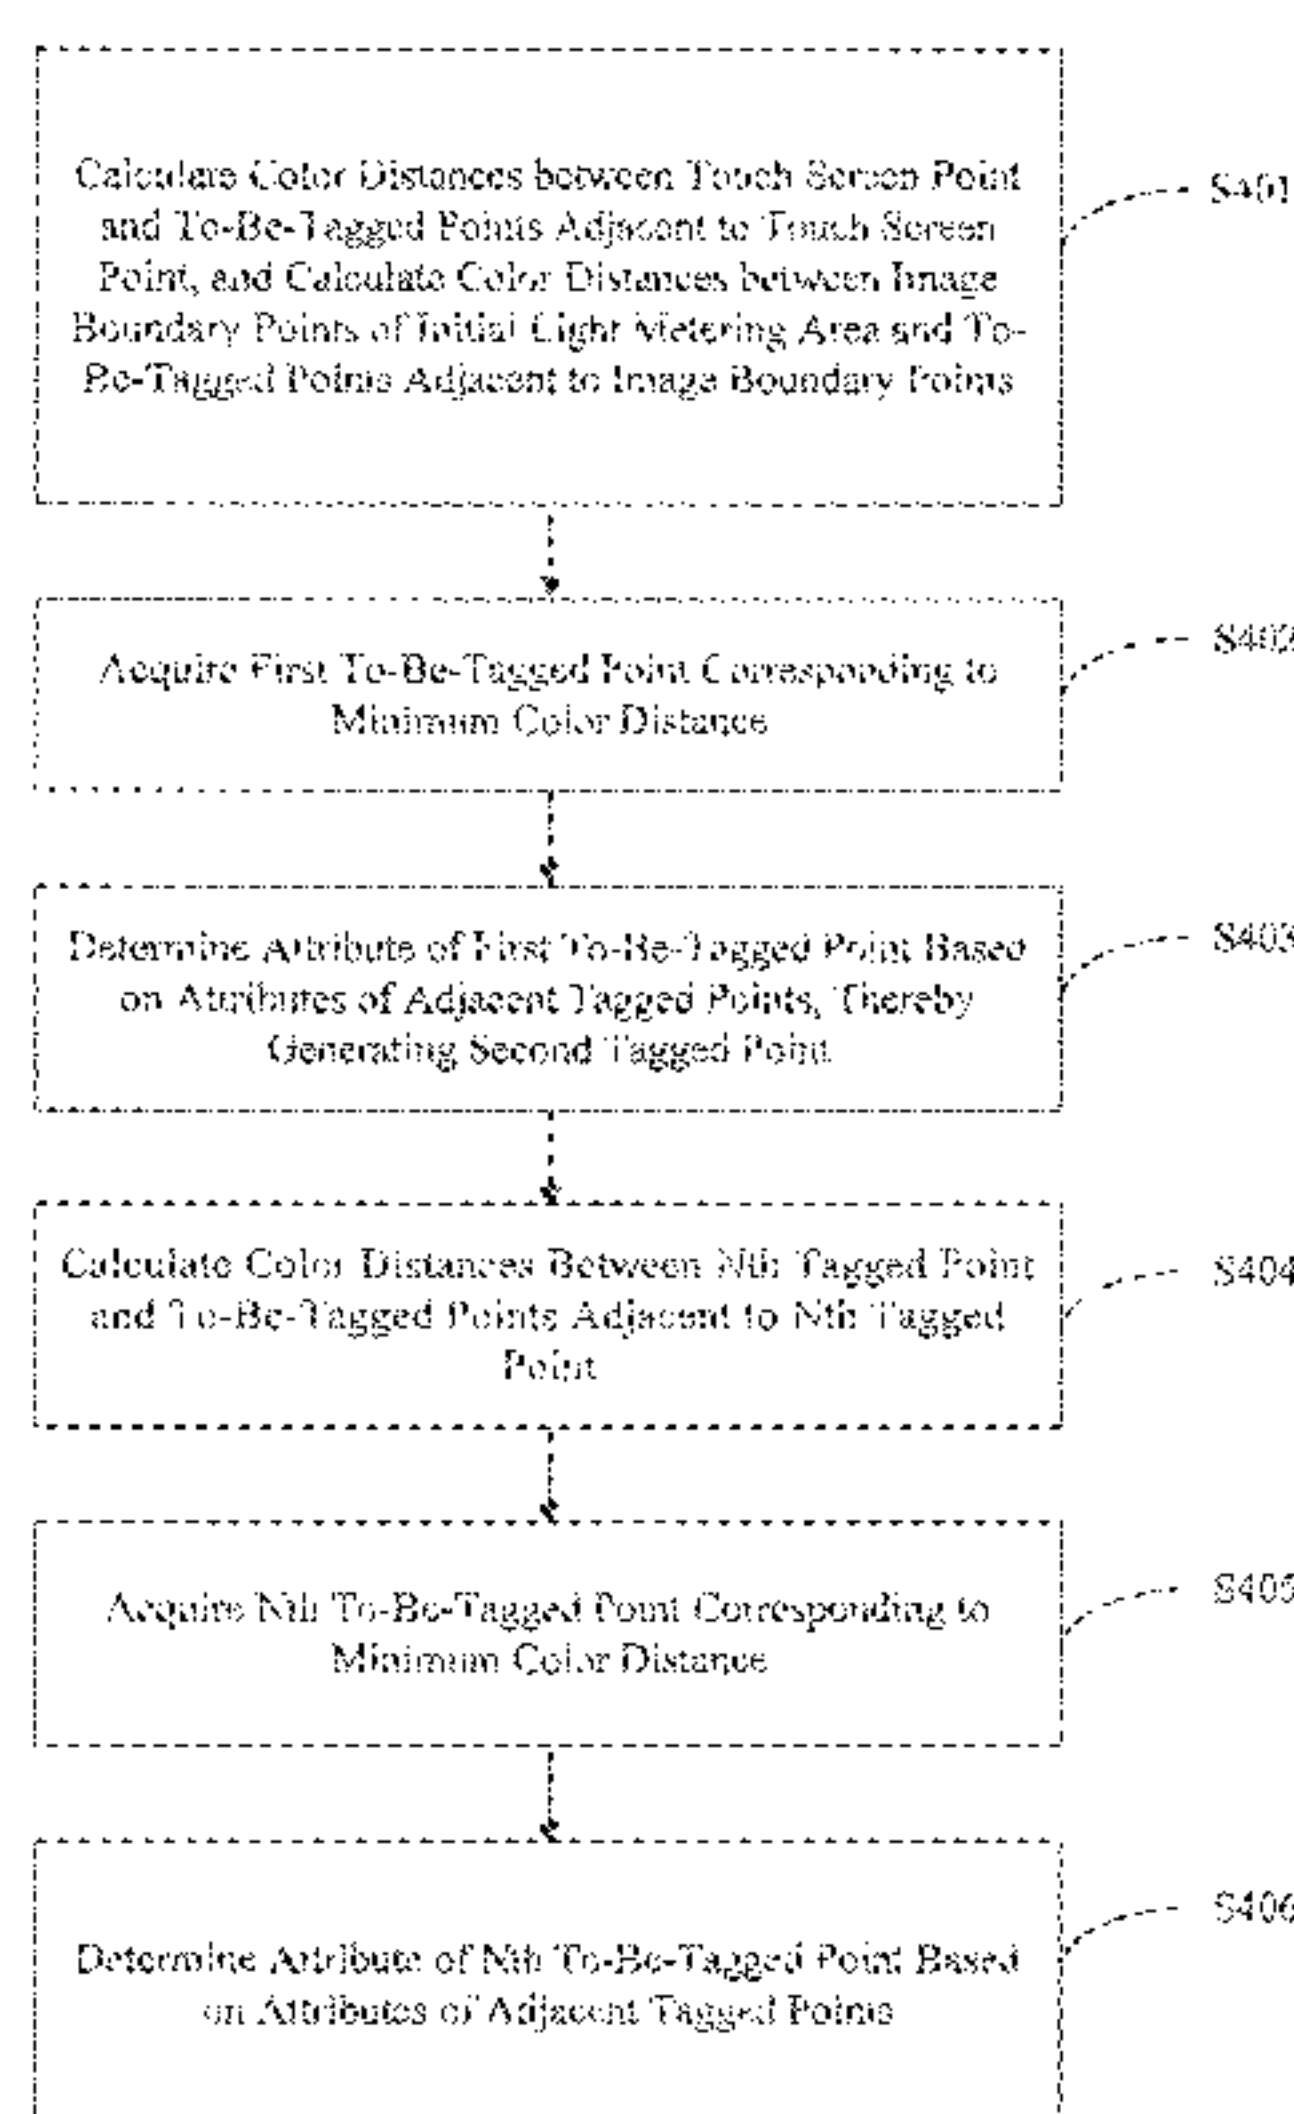 Calculate Color Distances between Touch Screen Point
and To-Be-Tagged Points Adjacent to Touch Screen
Point, and Calculate Color Distances between Image
Boundary Points of Initial Light Metering Area and To-
Be-Tagged Points Adjacent to Image Boundary Points
S401
Acquire First To-Be-Tagged Point Corresponding to
Minimum Color Distance
S402
Determine Attribute of First To-Be-Tagged Point Based
on Attributes of Adjacent Tagged Points, Thereby
Generating Second Tagged Point
S403
Calculate Color Distances Between Nth Tagged Point
and To-Be-Tagged Points Adjacent to Nth Tagged
Point
S404
Acquire Nth To-Be-Tagged Point Corresponding to
Minimum Color Distance
S405
Determine Attribute of Nth To-Be-Tagged Point Based
on Attributes of Adjacent Tagged Points
S406